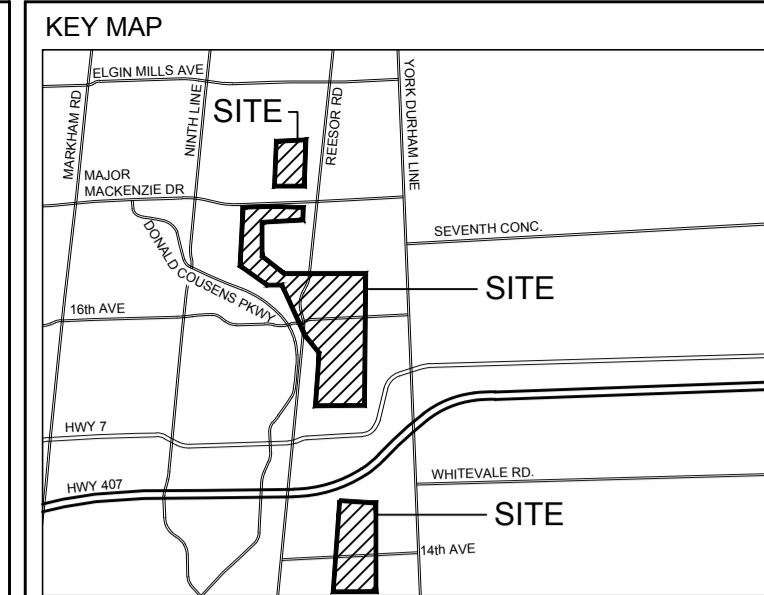 KEY MAP
ELGIN MILLS AVE
MARKHAM RD
NINTH LINE
SITE
REESOR RD
YORK DURHAM LINE
MAJOR
MACKENZIE DR
SEVENTH CONC.
DONALD COUSENS PKWY
SITE
16th AVE
HWY 7
HWY 407
WHITEVALE RD.
SITE
14th AVE